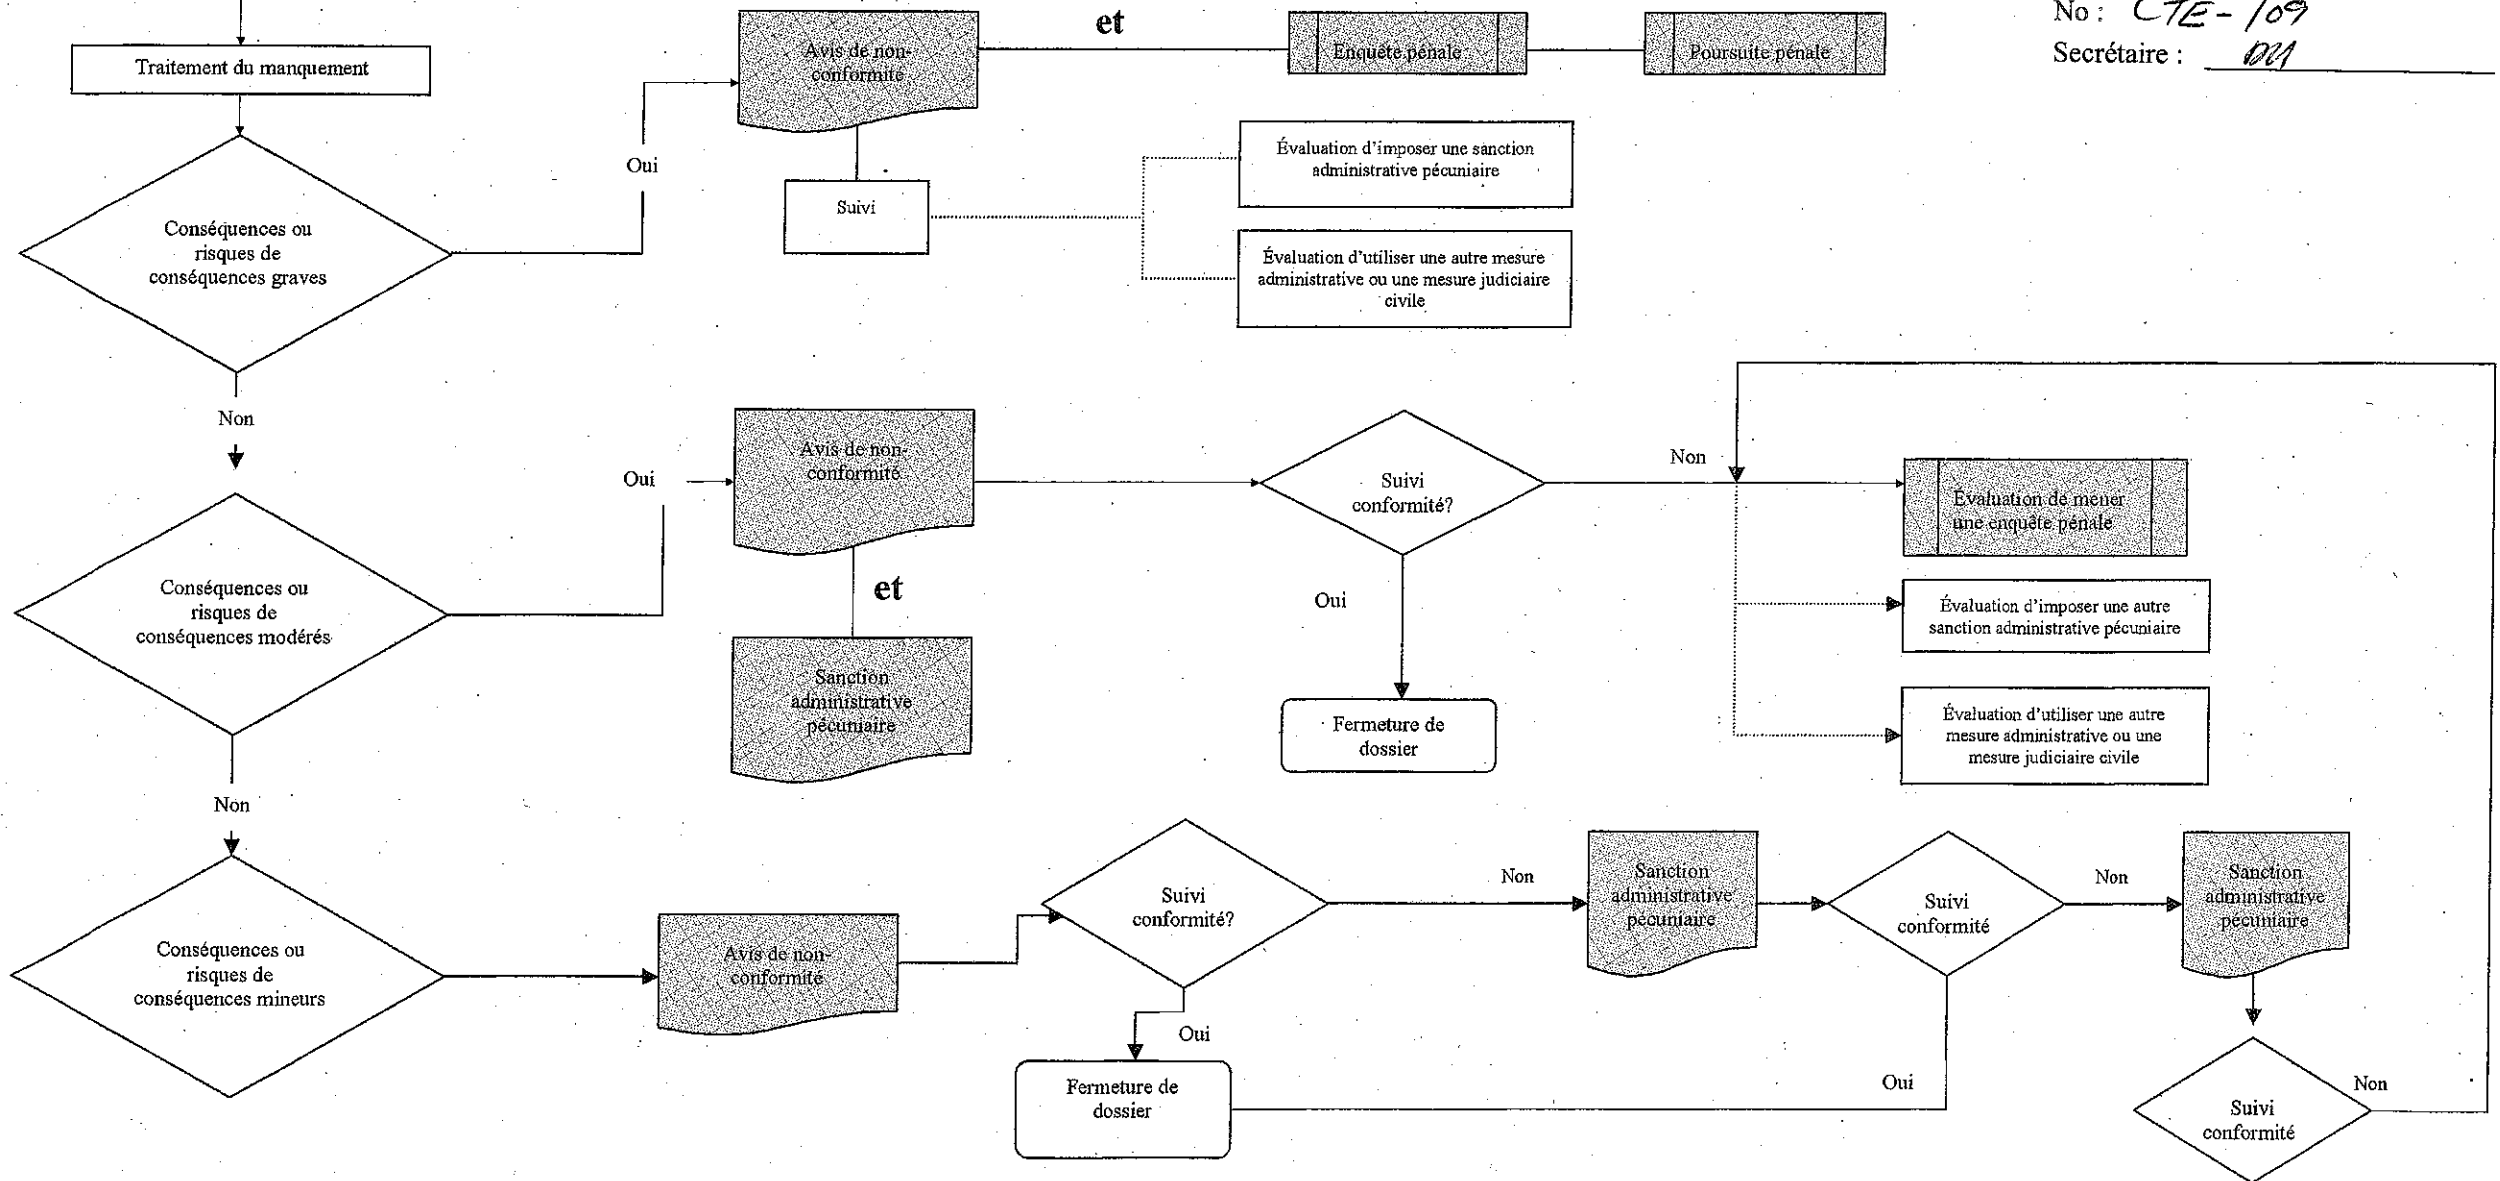 No : CTE-109
Secrétaire :
Traitement du manquement
Avis de non-
conformité
et
Enquête pénale
Poursuite pénale
Oui
Conséquences ou
risques de
conséquences graves
Suivi
Évaluation d'imposer une sanction
administrative pécuniaire
Évaluation d'utiliser une autre mesure
administrative ou une mesure judiciaire
civile
Non
Conséquences ou
risques de
conséquences modérés
Oui
Avis de non-
conformité
et
Sanction
administrative
pécuniaire
Suivi
conformité?
Non
Évaluation de mener
une enquête pénale
Évaluation d'imposer une autre
sanction administrative pécuniaire
Évaluation d'utiliser une autre
mesure administrative ou une
mesure judiciaire civile
Oui
Fermeture de
dossier
Non
Conséquences ou
risques de
conséquences mineurs
Avis de non-
conformité
Suivi
conformité?
Non
Sanction
administrative
pécuniaire
Suivi
conformité
Non
Sanction
administrative
pécuniaire
Oui
Fermeture de
dossier
Oui
Suivi
conformité
Non